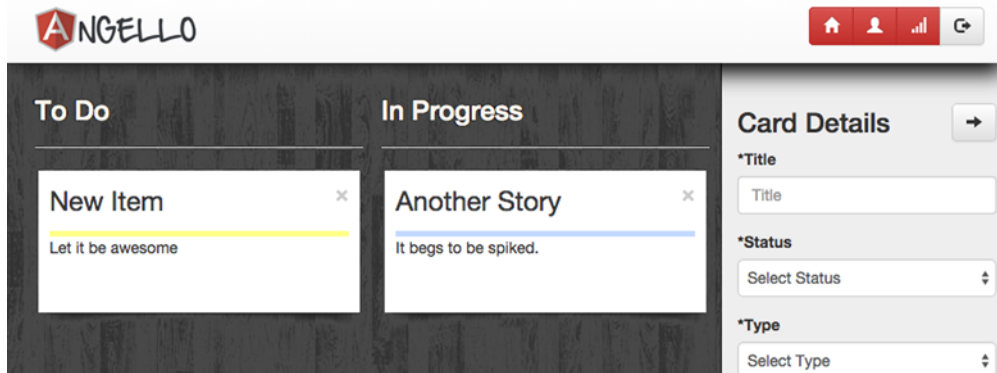 ANGELLO
To Do
New Item
×
Let it be awesome
In Progress
Another Story
×
It begs to be spiked.
Card Details
*Title
Title
*Status
Select Status
*Type
Select Type